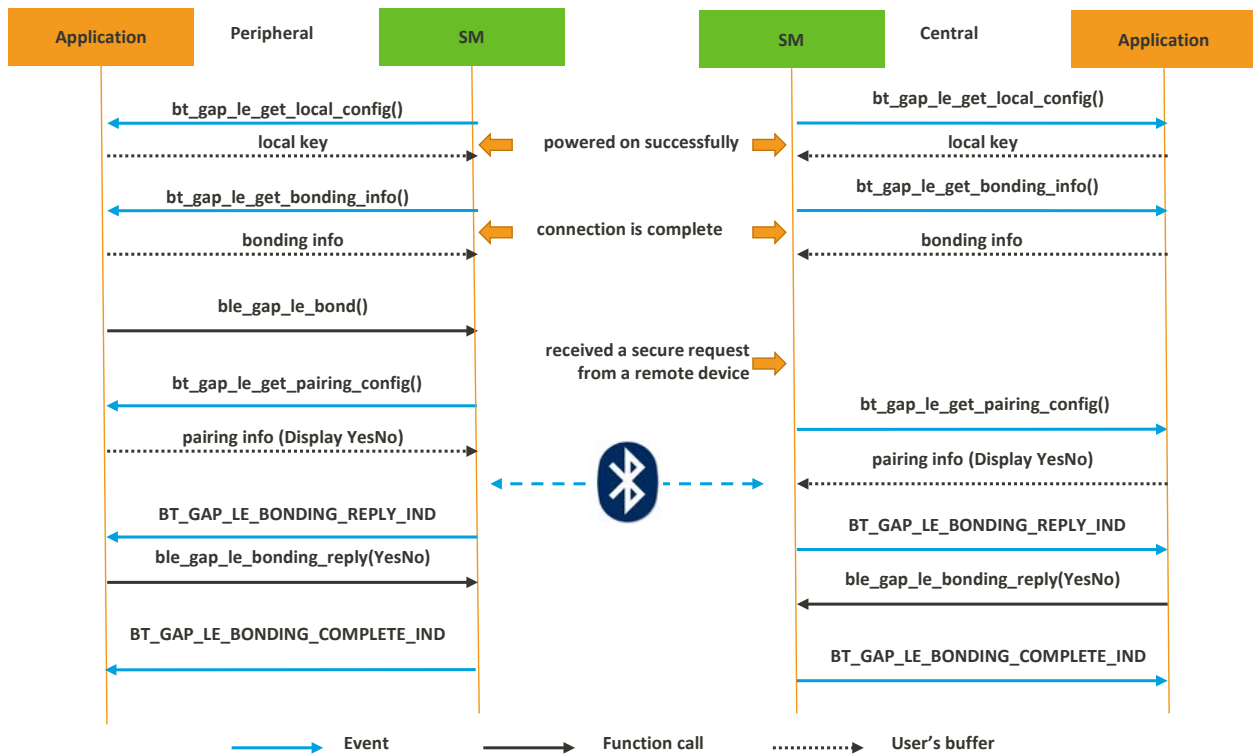 Application
Peripheral
SM
SM
Central
Application
bt_gap_le_get_local_config()
bt_gap_le_get_local_config()
local key
powered on successfully
local key
bt_gap_le_get_bonding_info()
bt_gap_le_get_bonding_info()
connection is complete
bonding info
bonding info
ble_gap_le_bond()
received a secure request
from a remote device
bt_gap_le_get_pairing_config()
bt_gap_le_get_pairing_config()
pairing info (Display YesNo)
pairing info (Display YesNo)
BT_GAP_LE_BONDING_REPLY_IND
BT_GAP_LE_BONDING_REPLY_IND
ble_gap_le_bonding_reply(YesNo)
ble_gap_le_bonding_reply(YesNo)
BT_GAP_LE_BONDING_COMPLETE_IND
BT_GAP_LE_BONDING_COMPLETE_IND
Event
Function call
User's buffer